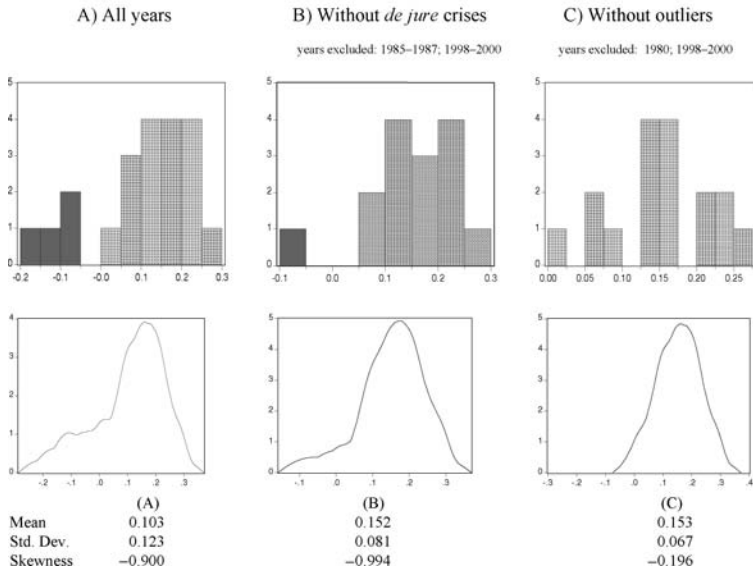 A) All years
B) Without de jure crises
C) Without outliers
years excluded: 1985–1987; 1998–2000
years excluded: 1980; 1998–2000
5
4
3
2
1
0
-0.2 -0.1 0.0 0.1 0.2 0.3
5
4
3
2
1
0
-0.1 0.0 0.1 0.2 0.3
5
4
3
2
1
0
0.00 0.05 0.10 0.15 0.20 0.25
4
3
2
1
0
-.2 -.1 .0 .1 .2 .3
5
4
3
2
1
0
-.1 .0 .1 .2 .3
5
4
3
2
1
0
-.3 -.2 -.1 .0 .1 .2 .3 .4
(A) (B) (C)
Mean 0.103 0.152 0.153
Std. Dev. 0.123 0.081 0.067
Skewness −0.900 −0.994 −0.196